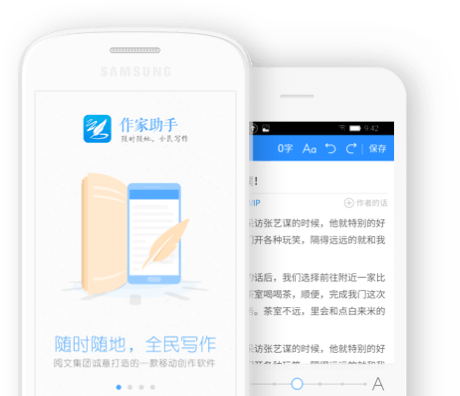 SAMSUNG
作家助手
随时随地，全民写作
随时随地，全民写作
阅文集团诚意打造的一款移动创作软件
9:42
0字 Aa 保存
！
VIP 作者的话
访张艺谋的时候，他就特别的好
开各种玩笑，隔得远远的就和我
的话后，我们选择前往附近一家比
室喝喝茶，顺便，完成我们这次
。茶室不远，里会和点白来米的
访张艺谋的时候，他就特别的好
A